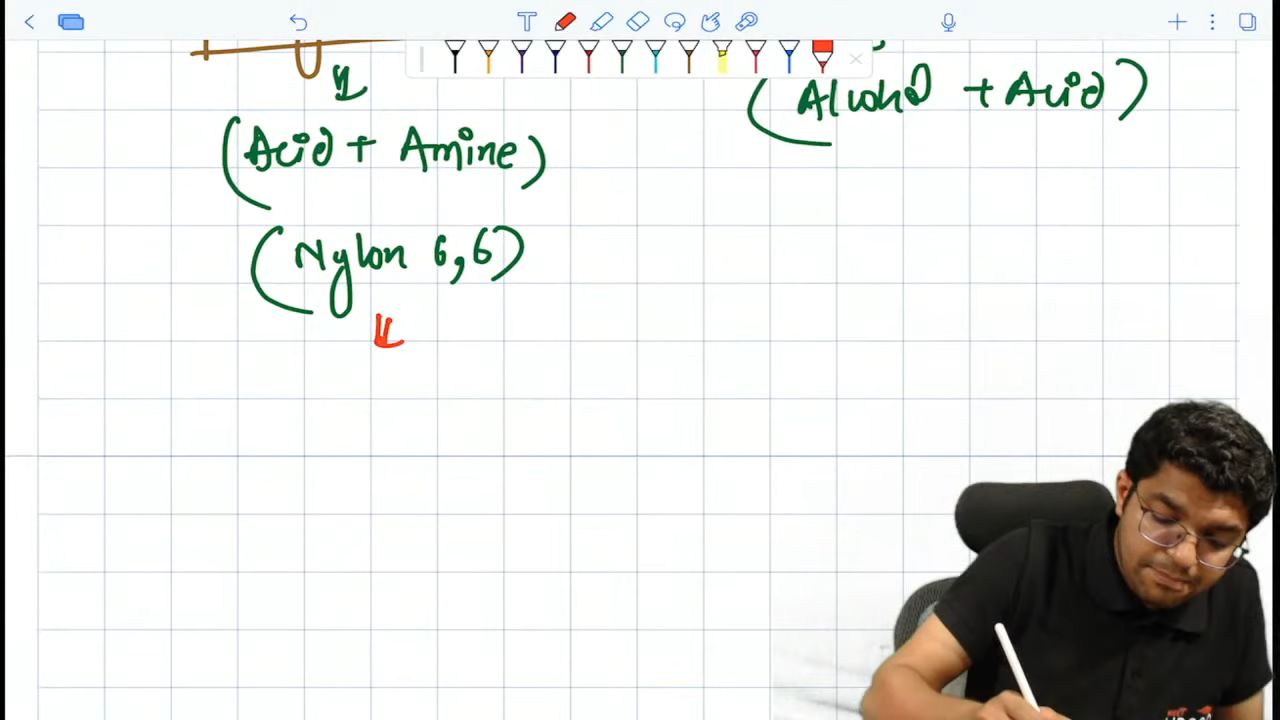 (Alcohol + Acid)
(Acid + Amine)
(Nylon 6,6)